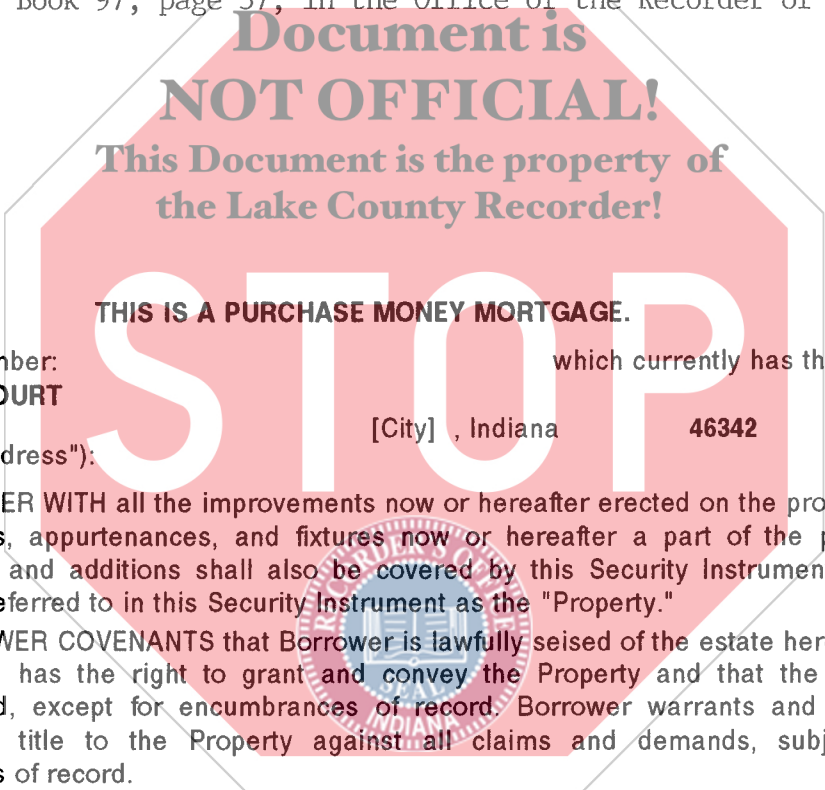 Book 97, page 37, in the Office of the Recorder of
Document is
NOT OFFICIAL!
This Document is the property of
the Lake County Recorder!
STOP
THIS IS A PURCHASE MONEY MORTGAGE.
nber: which currently has th
OURT
[City] , Indiana 46342
dress"):
ER WITH all the improvements now or hereafter erected on the pro
s, appurtenances, and fixtures now or hereafter a part of the p
and additions shall also be covered by this Security Instrumen
eferred to in this Security Instrument as the "Property."
WER COVENANTS that Borrower is lawfully seised of the estate her
has the right to grant and convey the Property and that the
d, except for encumbrances of record. Borrower warrants and
title to the Property against all claims and demands, subj
s of record.
RECORDER'S OFFICE
SEAL
INDIANA